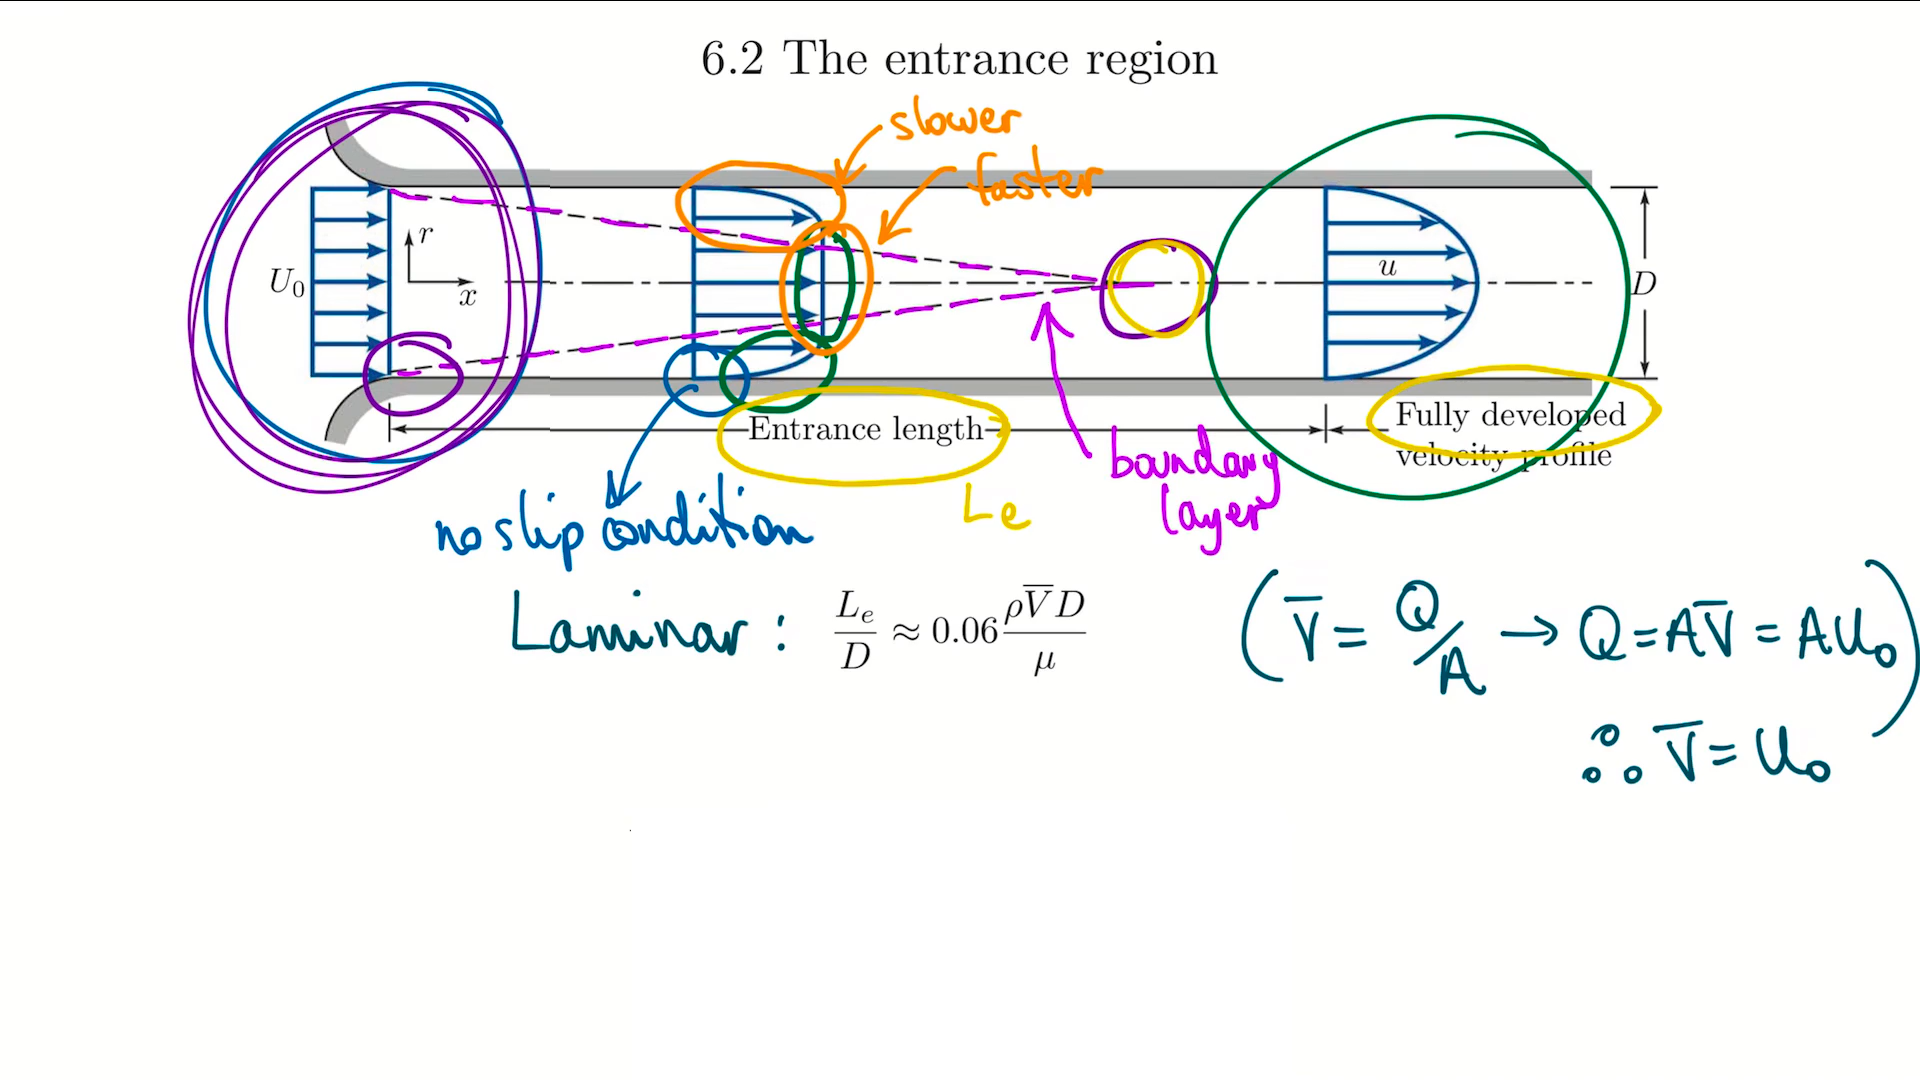 6.2 The entrance region
slower
faster
r
U₀
x
u
D
Entrance length
Fully developed
velocity profile
boundary
layer
Le
no slip condition
Laminar : L_e/D ≈ 0.06 ρV̅D/μ
(V̅ = Q/A → Q = AV̅ = AU₀)
∴ V̅ = U₀